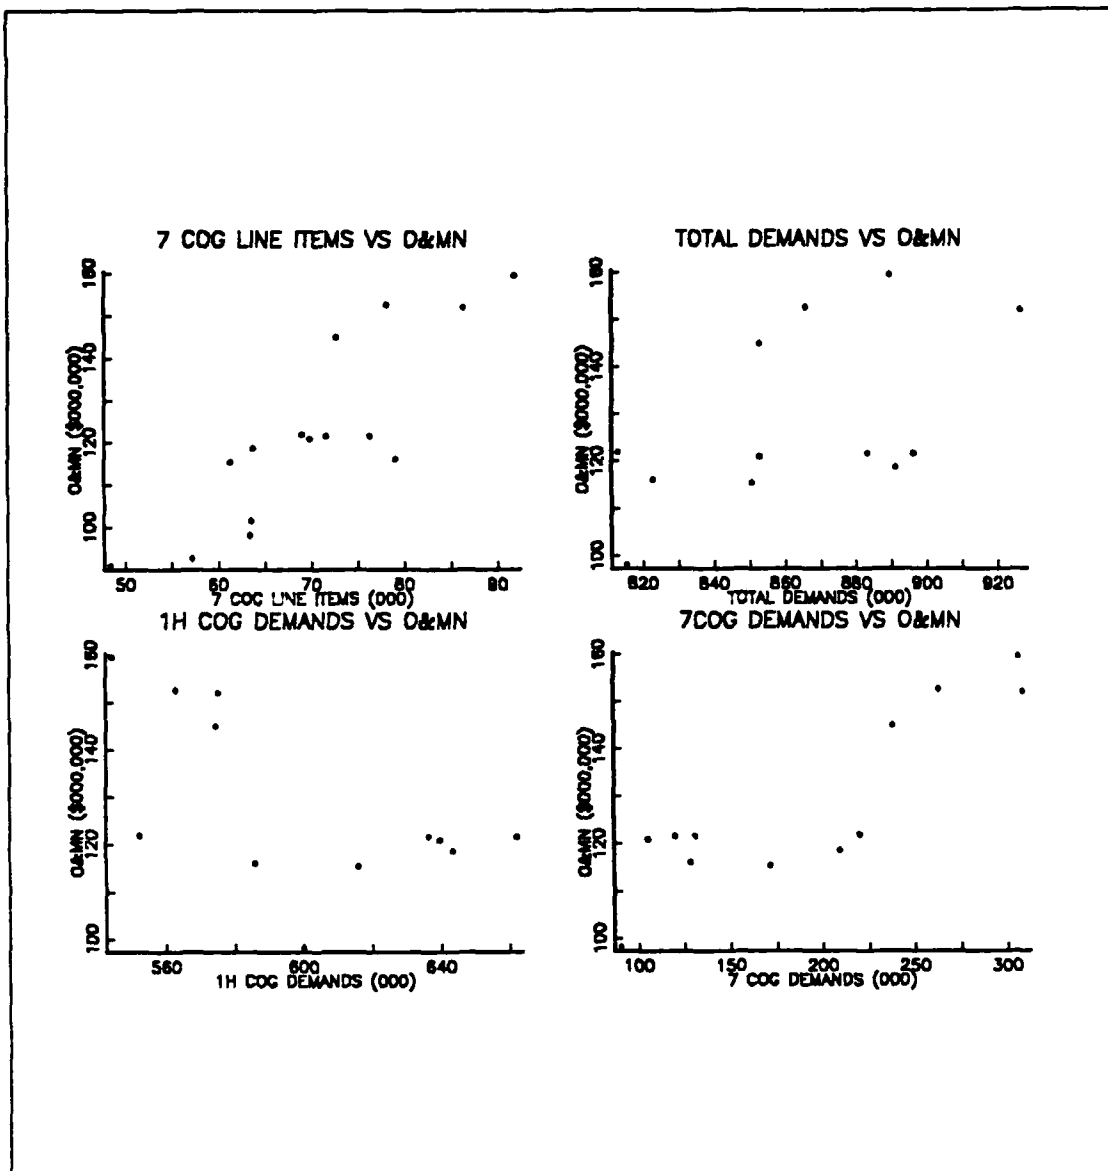 7 COG LINE ITEMS VS O&MN
O&MN ($000,000)
160
140
120
100
50 60 70 80 90
7 COG LINE ITEMS (000)
TOTAL DEMANDS VS O&MN
O&MN ($000,000)
160
140
120
100
820 840 860 880 900 920
TOTAL DEMANDS (000)
1H COG DEMANDS VS O&MN
O&MN ($000,000)
160
140
120
100
560 600 640
1H COG DEMANDS (000)
7COG DEMANDS VS O&MN
O&MN ($000,000)
160
140
120
100
100 150 200 250 300
7 COG DEMANDS (000)